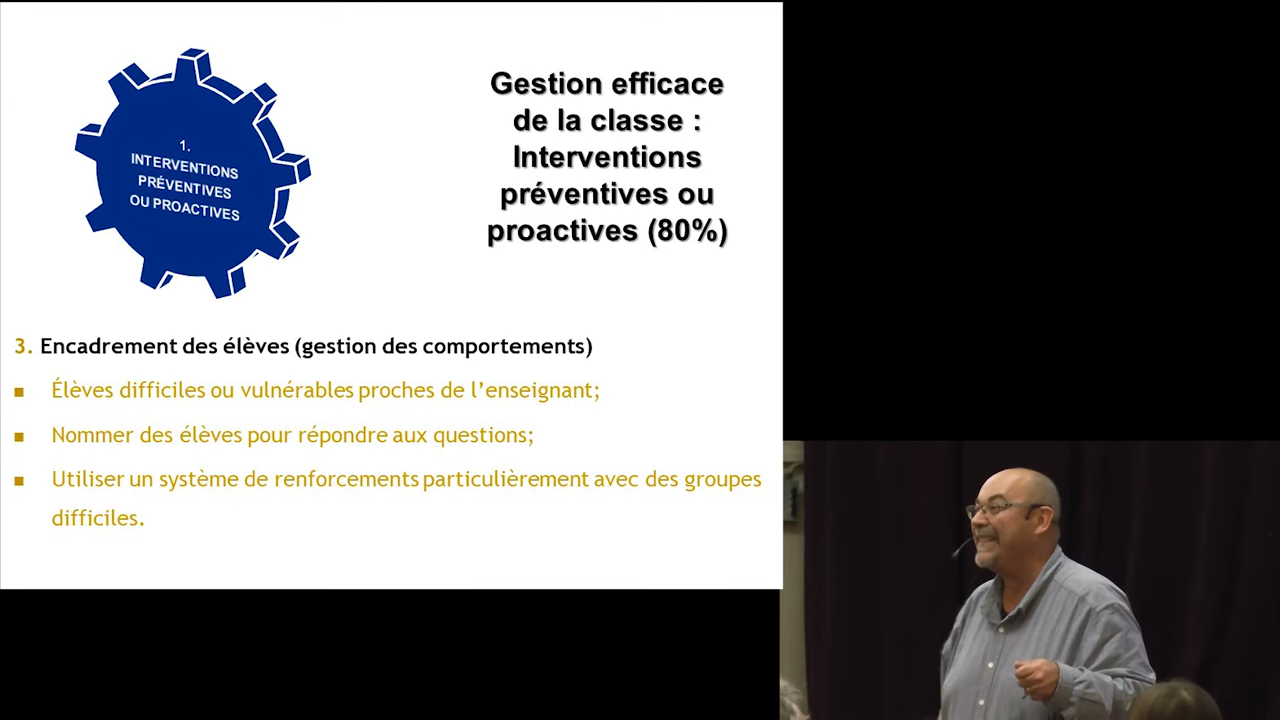 1.
INTERVENTIONS
PRÉVENTIVES
OU PROACTIVES
Gestion efficace
de la classe :
Interventions
préventives ou
proactives (80%)
3. Encadrement des élèves (gestion des comportements)
▪ Élèves difficiles ou vulnérables proches de l’enseignant;
▪ Nommer des élèves pour répondre aux questions;
▪ Utiliser un système de renforcements particulièrement avec des groupes
difficiles.